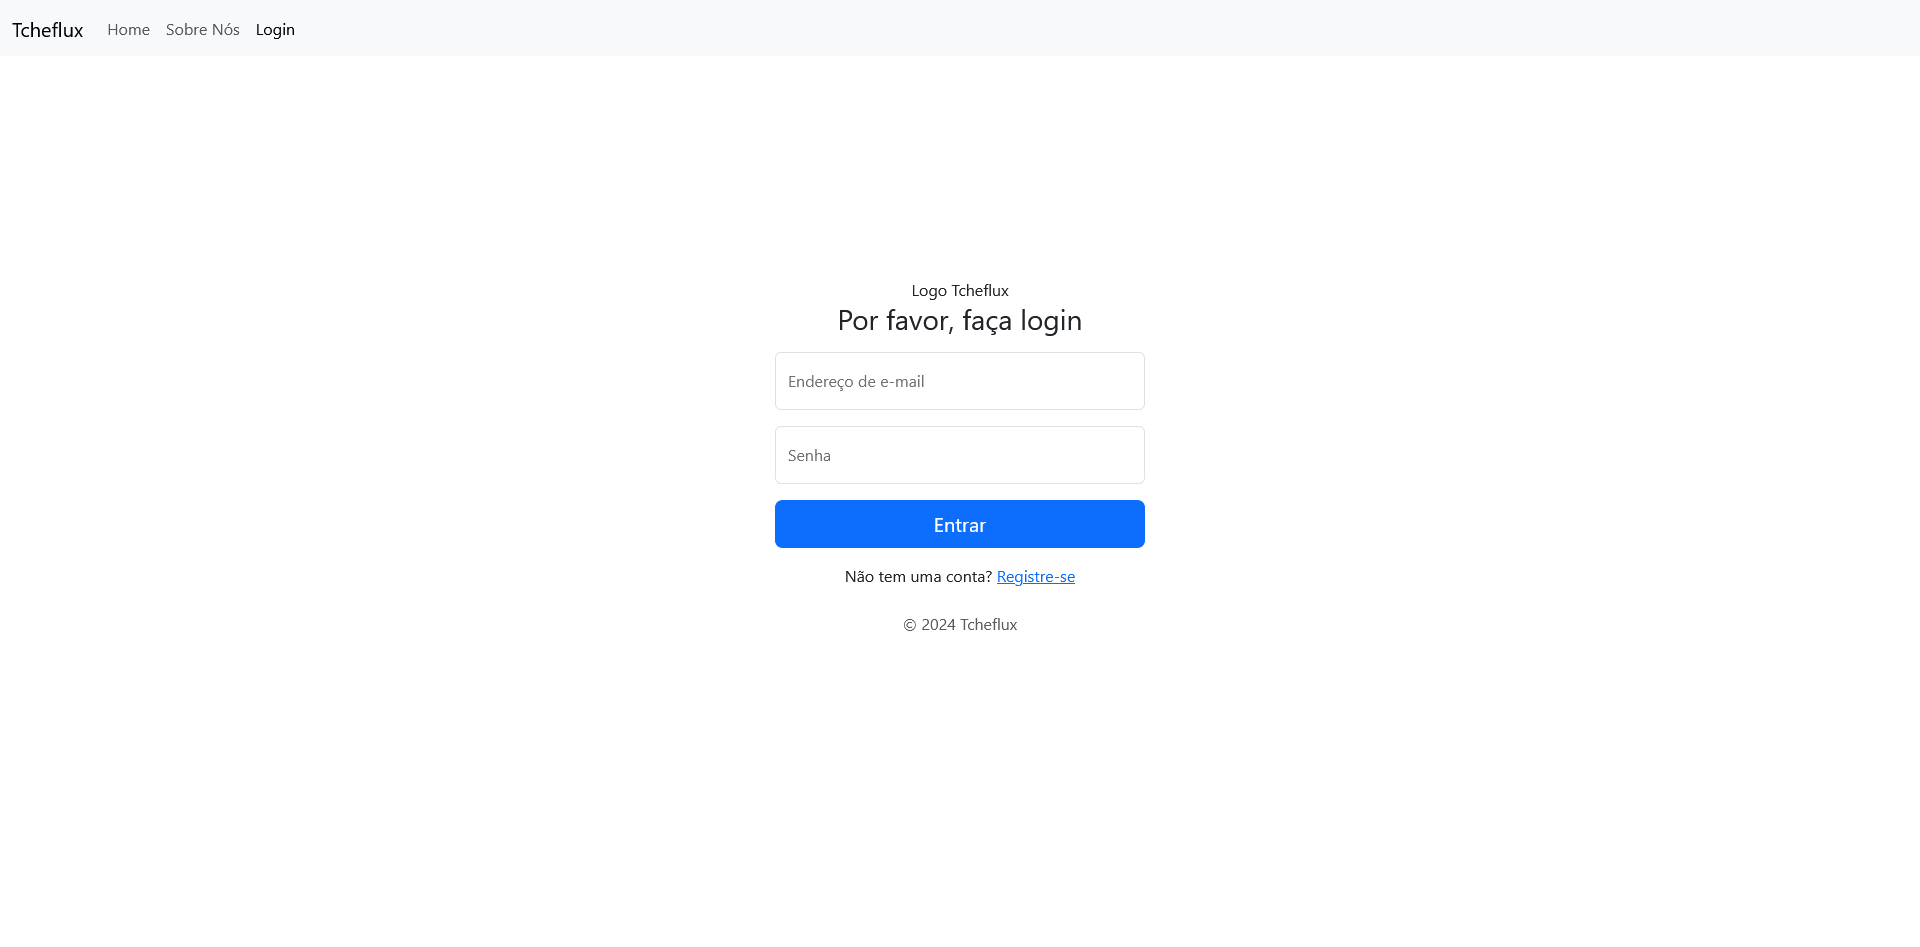 Tcheflux Home Sobre Nós Login
Logo Tcheflux
Por favor, faça login
Endereço de e-mail
Senha
Entrar
Não tem uma conta? Registre-se
© 2024 Tcheflux